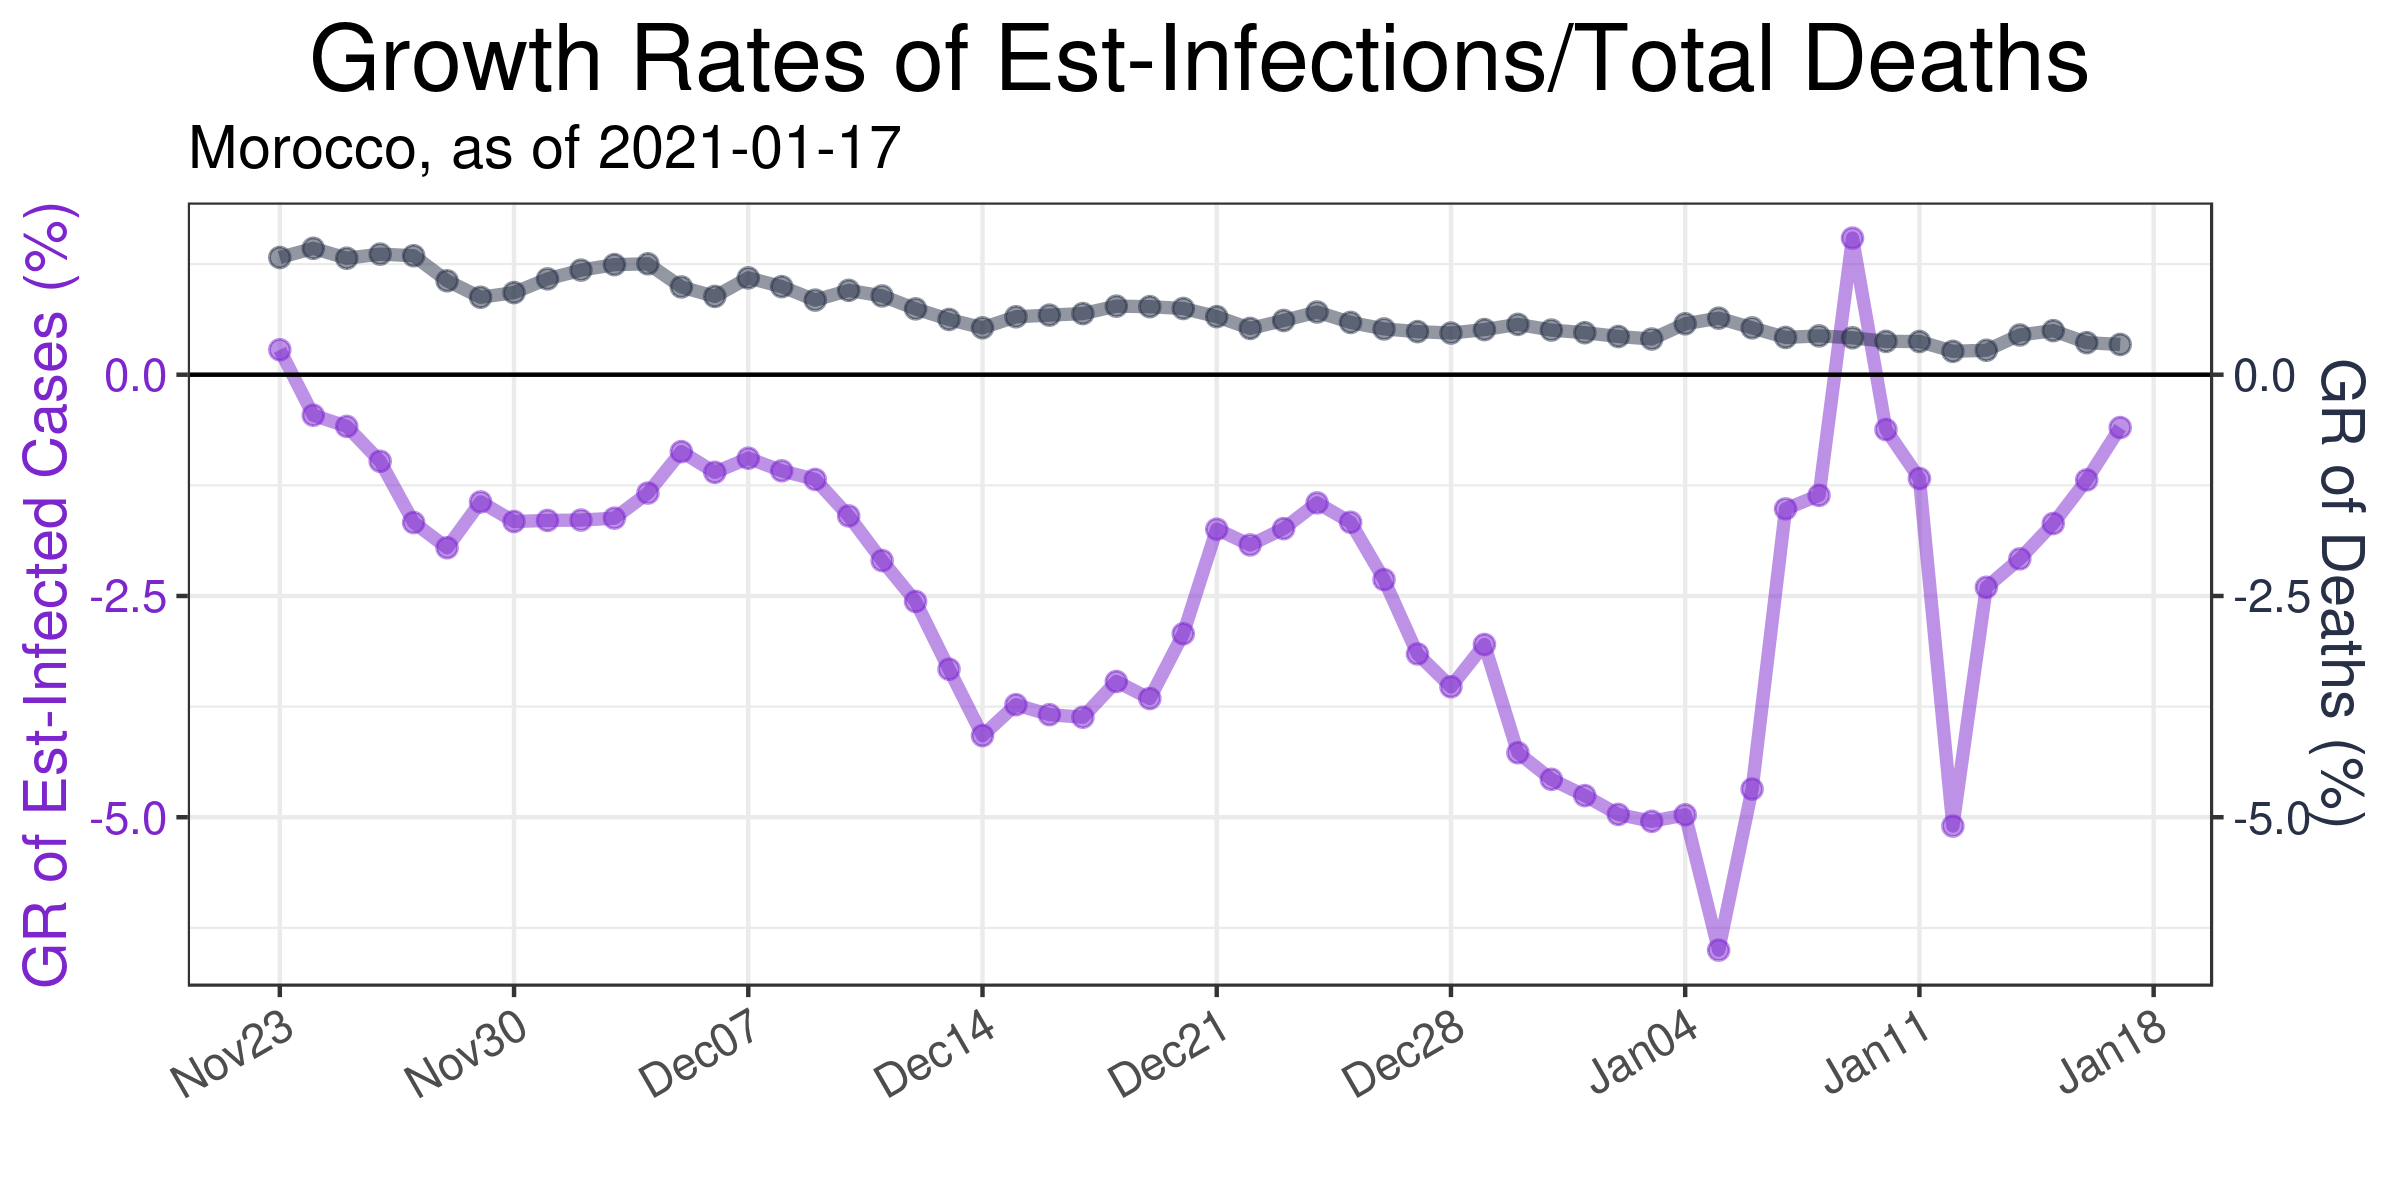 Growth Rates of Est-Infections/Total Deaths
Morocco, as of 2021-01-17
GR of Est-Infected Cases (%)
0.0
-2.5
-5.0
0.0
-2.5
-5.0
GR of Deaths (%)
Nov23
Nov30
Dec07
Dec14
Dec21
Dec28
Jan04
Jan11
Jan18